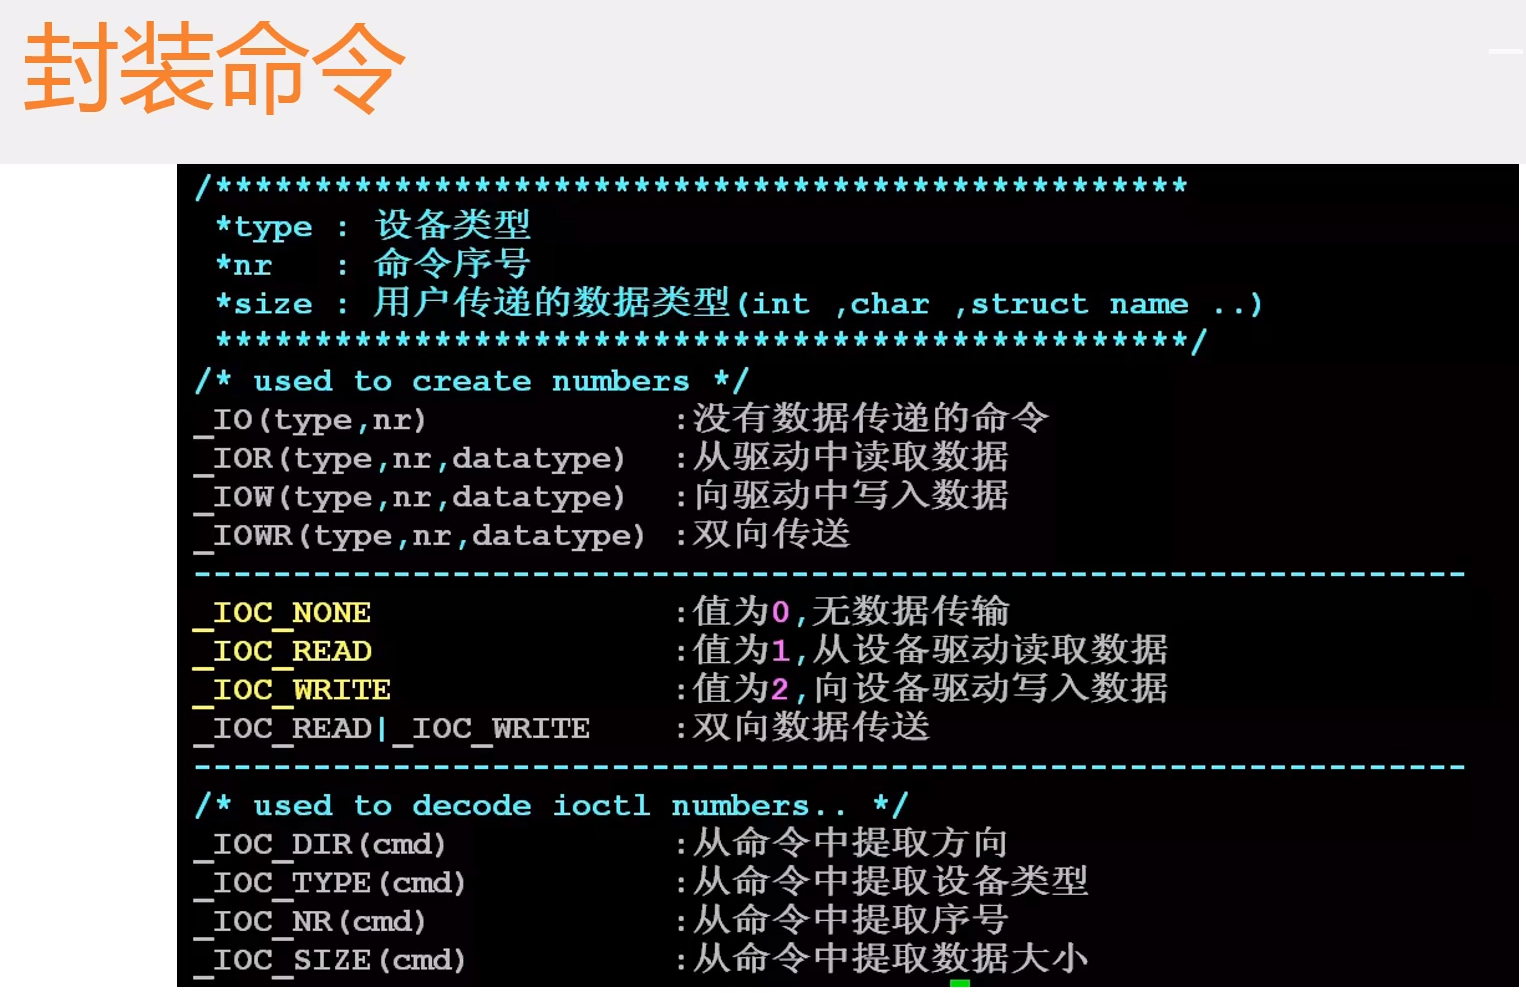 封装命令
/*************************************************
*type : 设备类型
*nr : 命令序号
*size : 用户传递的数据类型(int ,char ,struct name ..)
*************************************************/
/* used to create numbers */
_IO(type,nr) :没有数据传递的命令
_IOR(type,nr,datatype) :从驱动中读取数据
_IOW(type,nr,datatype) :向驱动中写入数据
_IOWR(type,nr,datatype) :双向传送
----------------------------------------------------------------
_IOC_NONE :值为0,无数据传输
_IOC_READ :值为1,从设备驱动读取数据
_IOC_WRITE :值为2,向设备驱动写入数据
_IOC_READ|_IOC_WRITE :双向数据传送
----------------------------------------------------------------
/* used to decode ioctl numbers.. */
_IOC_DIR(cmd) :从命令中提取方向
_IOC_TYPE(cmd) :从命令中提取设备类型
_IOC_NR(cmd) :从命令中提取序号
_IOC_SIZE(cmd) :从命令中提取数据大小